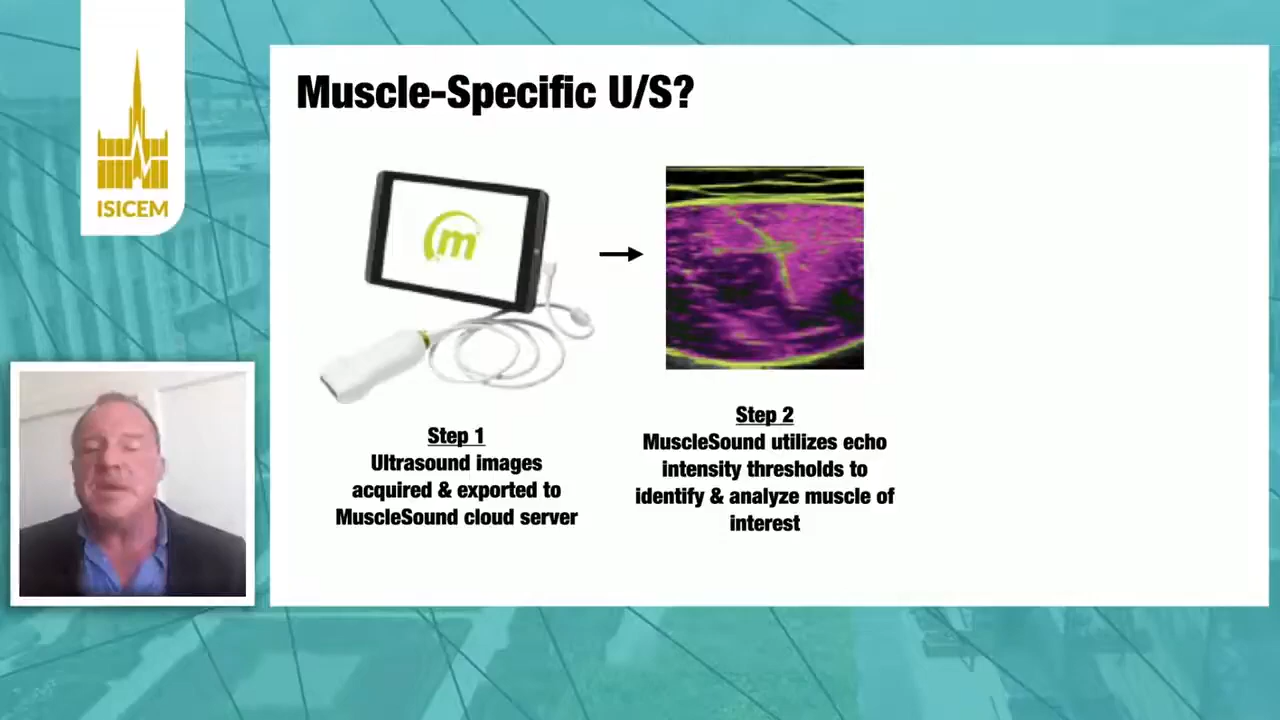 ISICEM
Muscle-Specific U/S?
m
Step 1
Ultrasound images
acquired & exported to
MuscleSound cloud server
Step 2
MuscleSound utilizes echo
intensity thresholds to
identify & analyze muscle of
interest